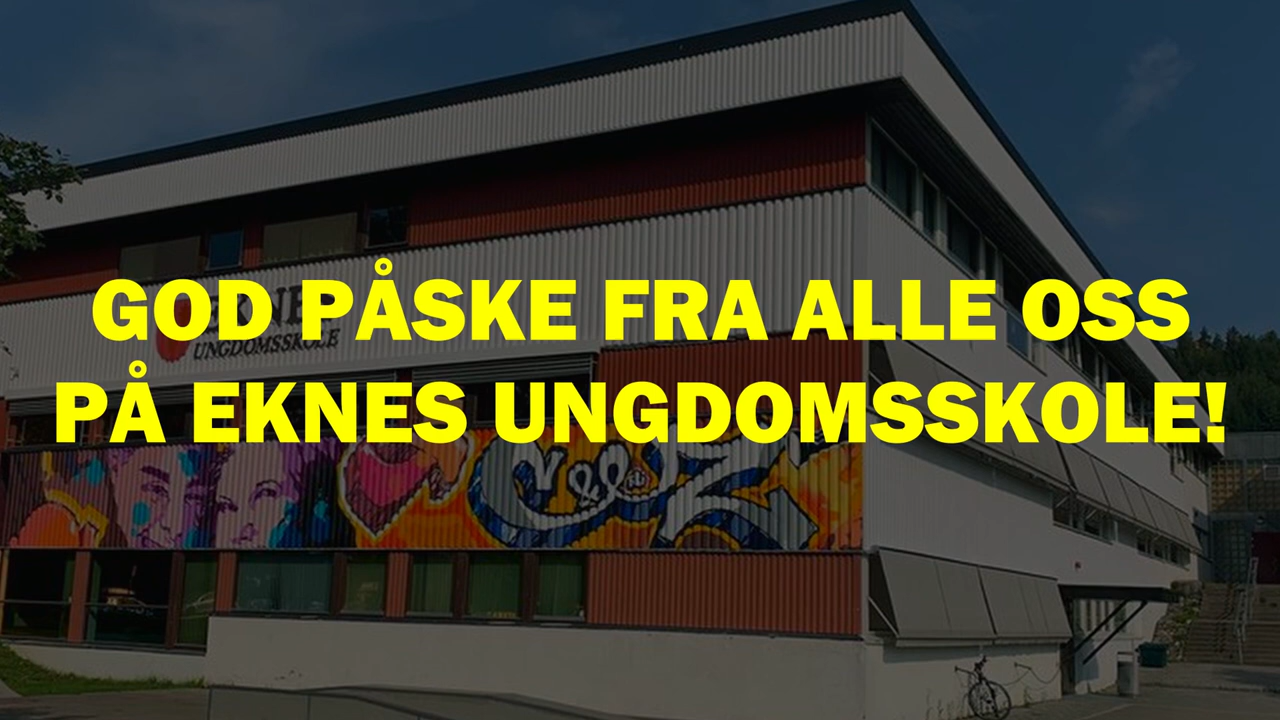 GOD PÅSKE FRA ALLE OSS
PÅ EKNES UNGDOMSSKOLE!
UNGDOMSSKOLE